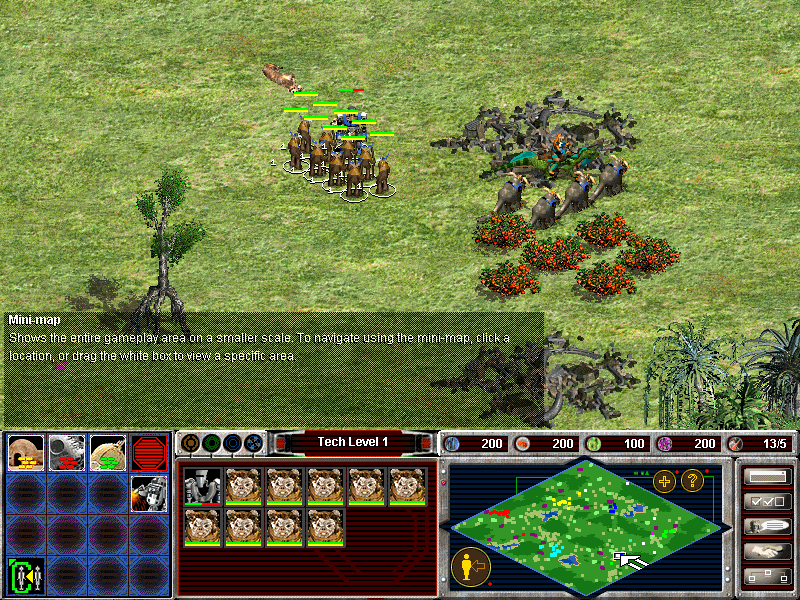 Mini-map
Shows the entire gameplay area on a smaller scale. To navigate using the mini-map, click a
location, or drag the white box to view a specific area.
Tech Level 1
200 200 100 200 13/5
?